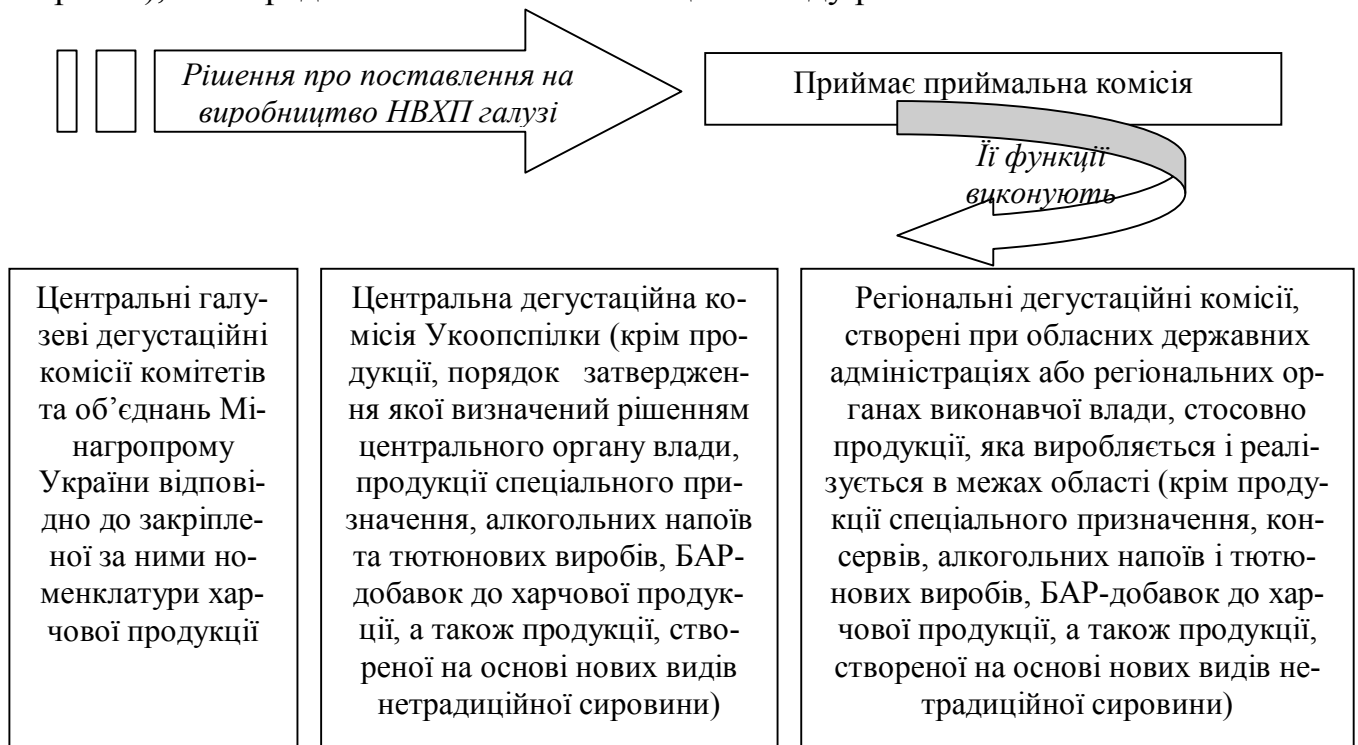 Рішення про поставлення на
виробництво НВХП галузі
Приймає приймальна комісія
Її функції
виконують
Центральні галу-
зеві дегустаційні
комісії комітетів
та об’єднань Мі-
нагропрому
України відпові-
дно до закріпле-
ної за ними но-
менклатури хар-
чової продукції
Центральна дегустаційна ко-
місія Укоопспілки (крім про-
дукції, порядок затверджен-
ня якої визначений рішенням
центрального органу влади,
продукції спеціального при-
значення, алкогольних напоїв
та тютюнових виробів, БАР-
добавок до харчової продук-
ції, а також продукції, ство-
реної на основі нових видів
нетрадиційної сировини)
Регіональні дегустаційні комісії,
створені при обласних державних
адміністраціях або регіональних ор-
ганах виконавчої влади, стосовно
продукції, яка виробляється і реалі-
зується в межах області (крім проду-
кції спеціального призначення, кон-
сервів, алкогольних напоїв і тютю-
нових виробів, БАР-добавок до хар-
чової продукції, а також продукції,
створеної на основі нових видів не-
традиційної сировини)